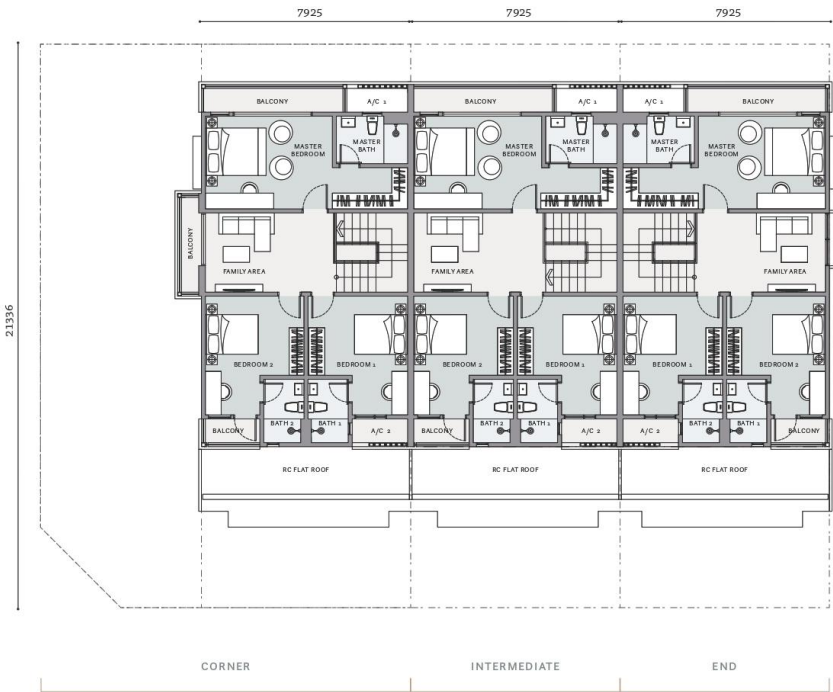 7925 7925 7925
BALCONY A/C 1 BALCONY A/C 1 A/C 1 BALCONY
MASTER BEDROOM MASTER BATH MASTER BEDROOM MASTER BATH MASTER BATH MASTER BEDROOM
BALCONY
FAMILY AREA FAMILY AREA FAMILY AREA
21336
BEDROOM 2 BEDROOM 1 BEDROOM 2 BEDROOM 1 BEDROOM 1 BEDROOM 2
BALCONY BATH 2 BATH 1 A/C 2 BALCONY BATH 2 BATH 1 A/C 2 A/C 2 BATH 2 BATH 1 BALCONY
RC FLAT ROOF RC FLAT ROOF RC FLAT ROOF
CORNER INTERMEDIATE END